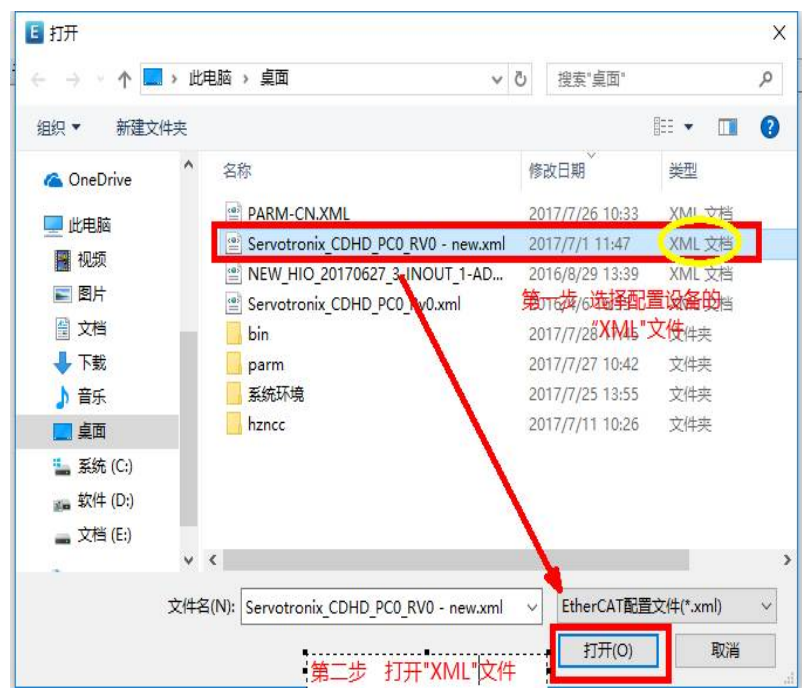 打开
此电脑 › 桌面
搜索"桌面"
组织
新建文件夹
名称 修改日期 类型
OneDrive
此电脑
视频
图片
文档
下载
音乐
桌面
系统 (C:)
软件 (D:)
文档 (E:)
PARM-CN.XML 2017/7/26 10:33 XML 文档
Servotronix_CDHD_PC0_RV0 - new.xml 2017/7/1 11:47 XML 文档
NEW_HIO_20170627_3-INOUT_1-AD... 2016/8/29 13:39 XML 文档
第一步 选择配置设备的
"XML"文件
bin 2017/7/28 文件夹
parm 2017/7/27 10:42 文件夹
系统环境 2017/7/25 13:55 文件夹
hzncc 2017/7/11 10:26 文件夹
文件名(N): Servotronix_CDHD_PC0_RV0 - new.xml EtherCAT配置文件(*.xml)
打开(O) 取消
第二步 打开"XML"文件